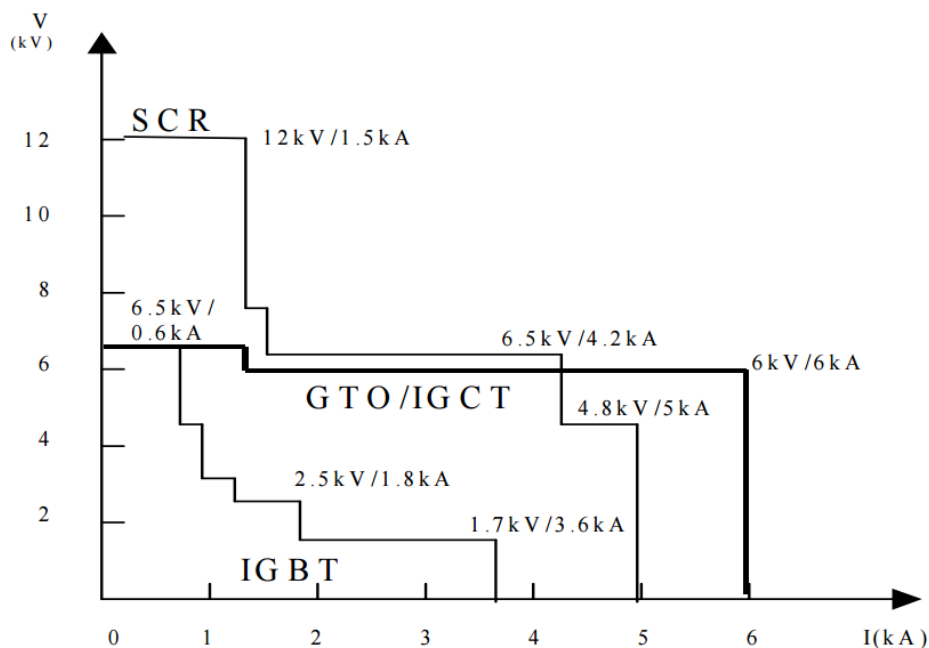 V
(kV)
SCR
12kV/1.5kA
12
10
8
6.5kV/
0.6kA
6.5kV/4.2kA
6
6kV/6kA
GTO/IGCT
4.8kV/5kA
4
2.5kV/1.8kA
2
1.7kV/3.6kA
IGBT
0 1 2 3 4 5 6 I(kA)